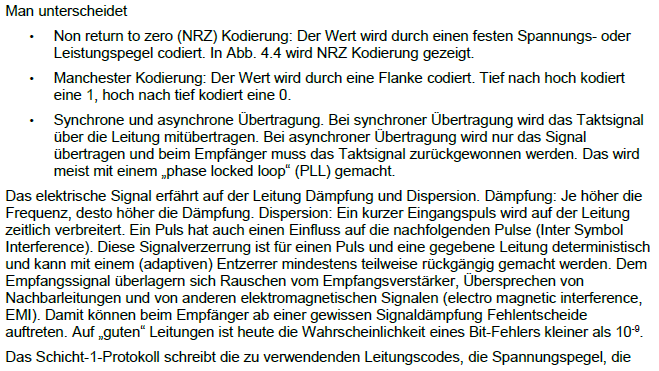 Man unterscheidet
• Non return to zero (NRZ) Kodierung: Der Wert wird durch einen festen Spannungs- oder
Leistungspegel codiert. In Abb. 4.4 wird NRZ Kodierung gezeigt.
• Manchester Kodierung: Der Wert wird durch eine Flanke codiert. Tief nach hoch kodiert
eine 1, hoch nach tief kodiert eine 0.
• Synchrone und asynchrone Übertragung. Bei synchroner Übertragung wird das Taktsignal
über die Leitung mitübertragen. Bei asynchroner Übertragung wird nur das Signal
übertragen und beim Empfänger muss das Taktsignal zurückgewonnen werden. Das wird
meist mit einem „phase locked loop“ (PLL) gemacht.
Das elektrische Signal erfährt auf der Leitung Dämpfung und Dispersion. Dämpfung: Je höher die
Frequenz, desto höher die Dämpfung. Dispersion: Ein kurzer Eingangspuls wird auf der Leitung
zeitlich verbreitert. Ein Puls hat auch einen Einfluss auf die nachfolgenden Pulse (Inter Symbol
Interference). Diese Signalverzerrung ist für einen Puls und eine gegebene Leitung deterministisch
und kann mit einem (adaptiven) Entzerrer mindestens teilweise rückgängig gemacht werden. Dem
Empfangssignal überlagern sich Rauschen vom Empfangsverstärker, Übersprechen von
Nachbarleitungen und von anderen elektromagnetischen Signalen (electro magnetic interference,
EMI). Damit können beim Empfänger ab einer gewissen Signaldämpfung Fehlentscheide
auftreten. Auf „guten“ Leitungen ist heute die Wahrscheinlichkeit eines Bit-Fehlers kleiner als 10⁻⁹.
Das Schicht-1-Protokoll schreibt die zu verwendenden Leitungscodes, die Spannungspegel, die